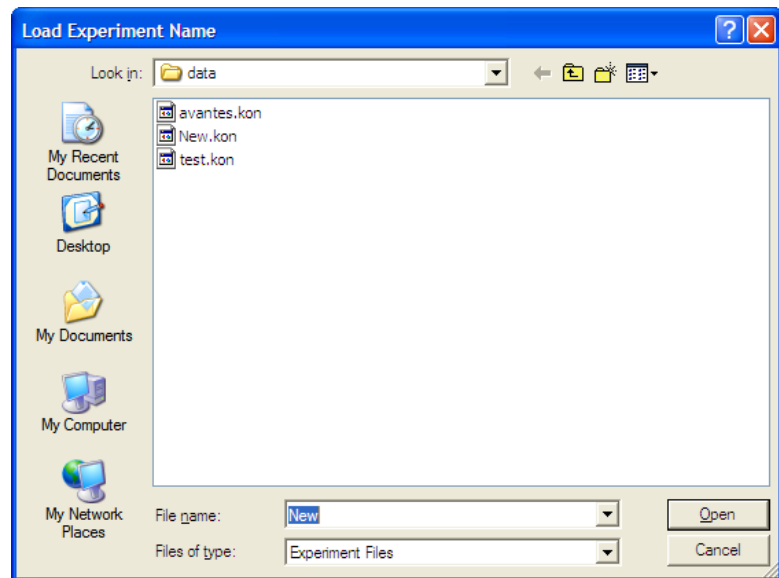 Load Experiment Name
Look in:
data
avantes.kon
New.kon
test.kon
My Recent
Documents
Desktop
My Documents
My Computer
My Network
Places
File name:
New
Open
Files of type:
Experiment Files
Cancel